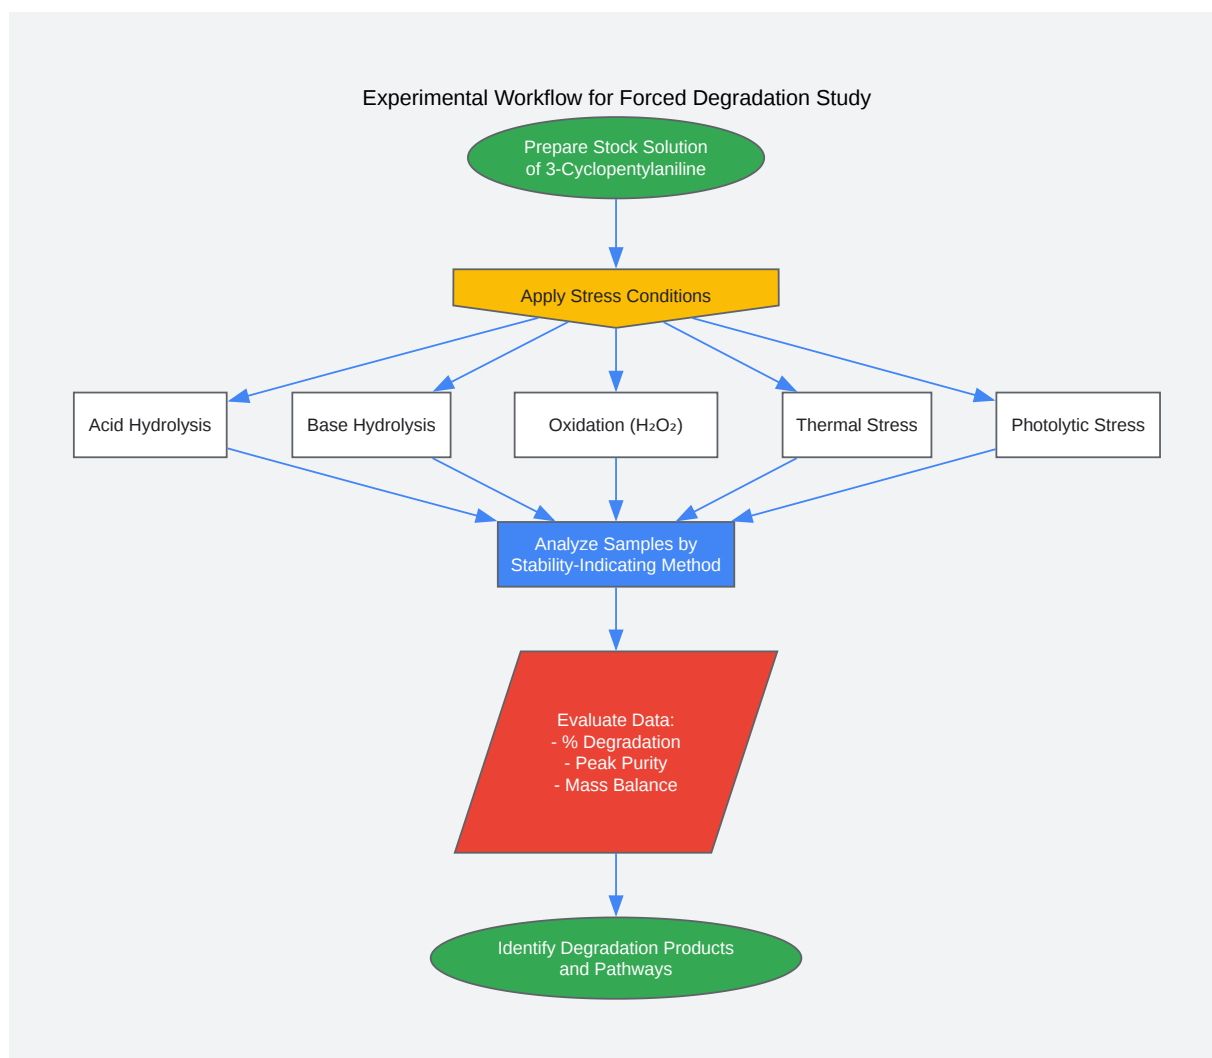 Experimental Workflow for Forced Degradation Study
Prepare Stock Solution
of 3-Cyclopentylaniline
Apply Stress Conditions
Acid Hydrolysis
Base Hydrolysis
Oxidation (H₂O₂)
Thermal Stress
Photolytic Stress
Analyze Samples by
Stability-Indicating Method
Evaluate Data:
- % Degradation
- Peak Purity
- Mass Balance
Identify Degradation Products
and Pathways